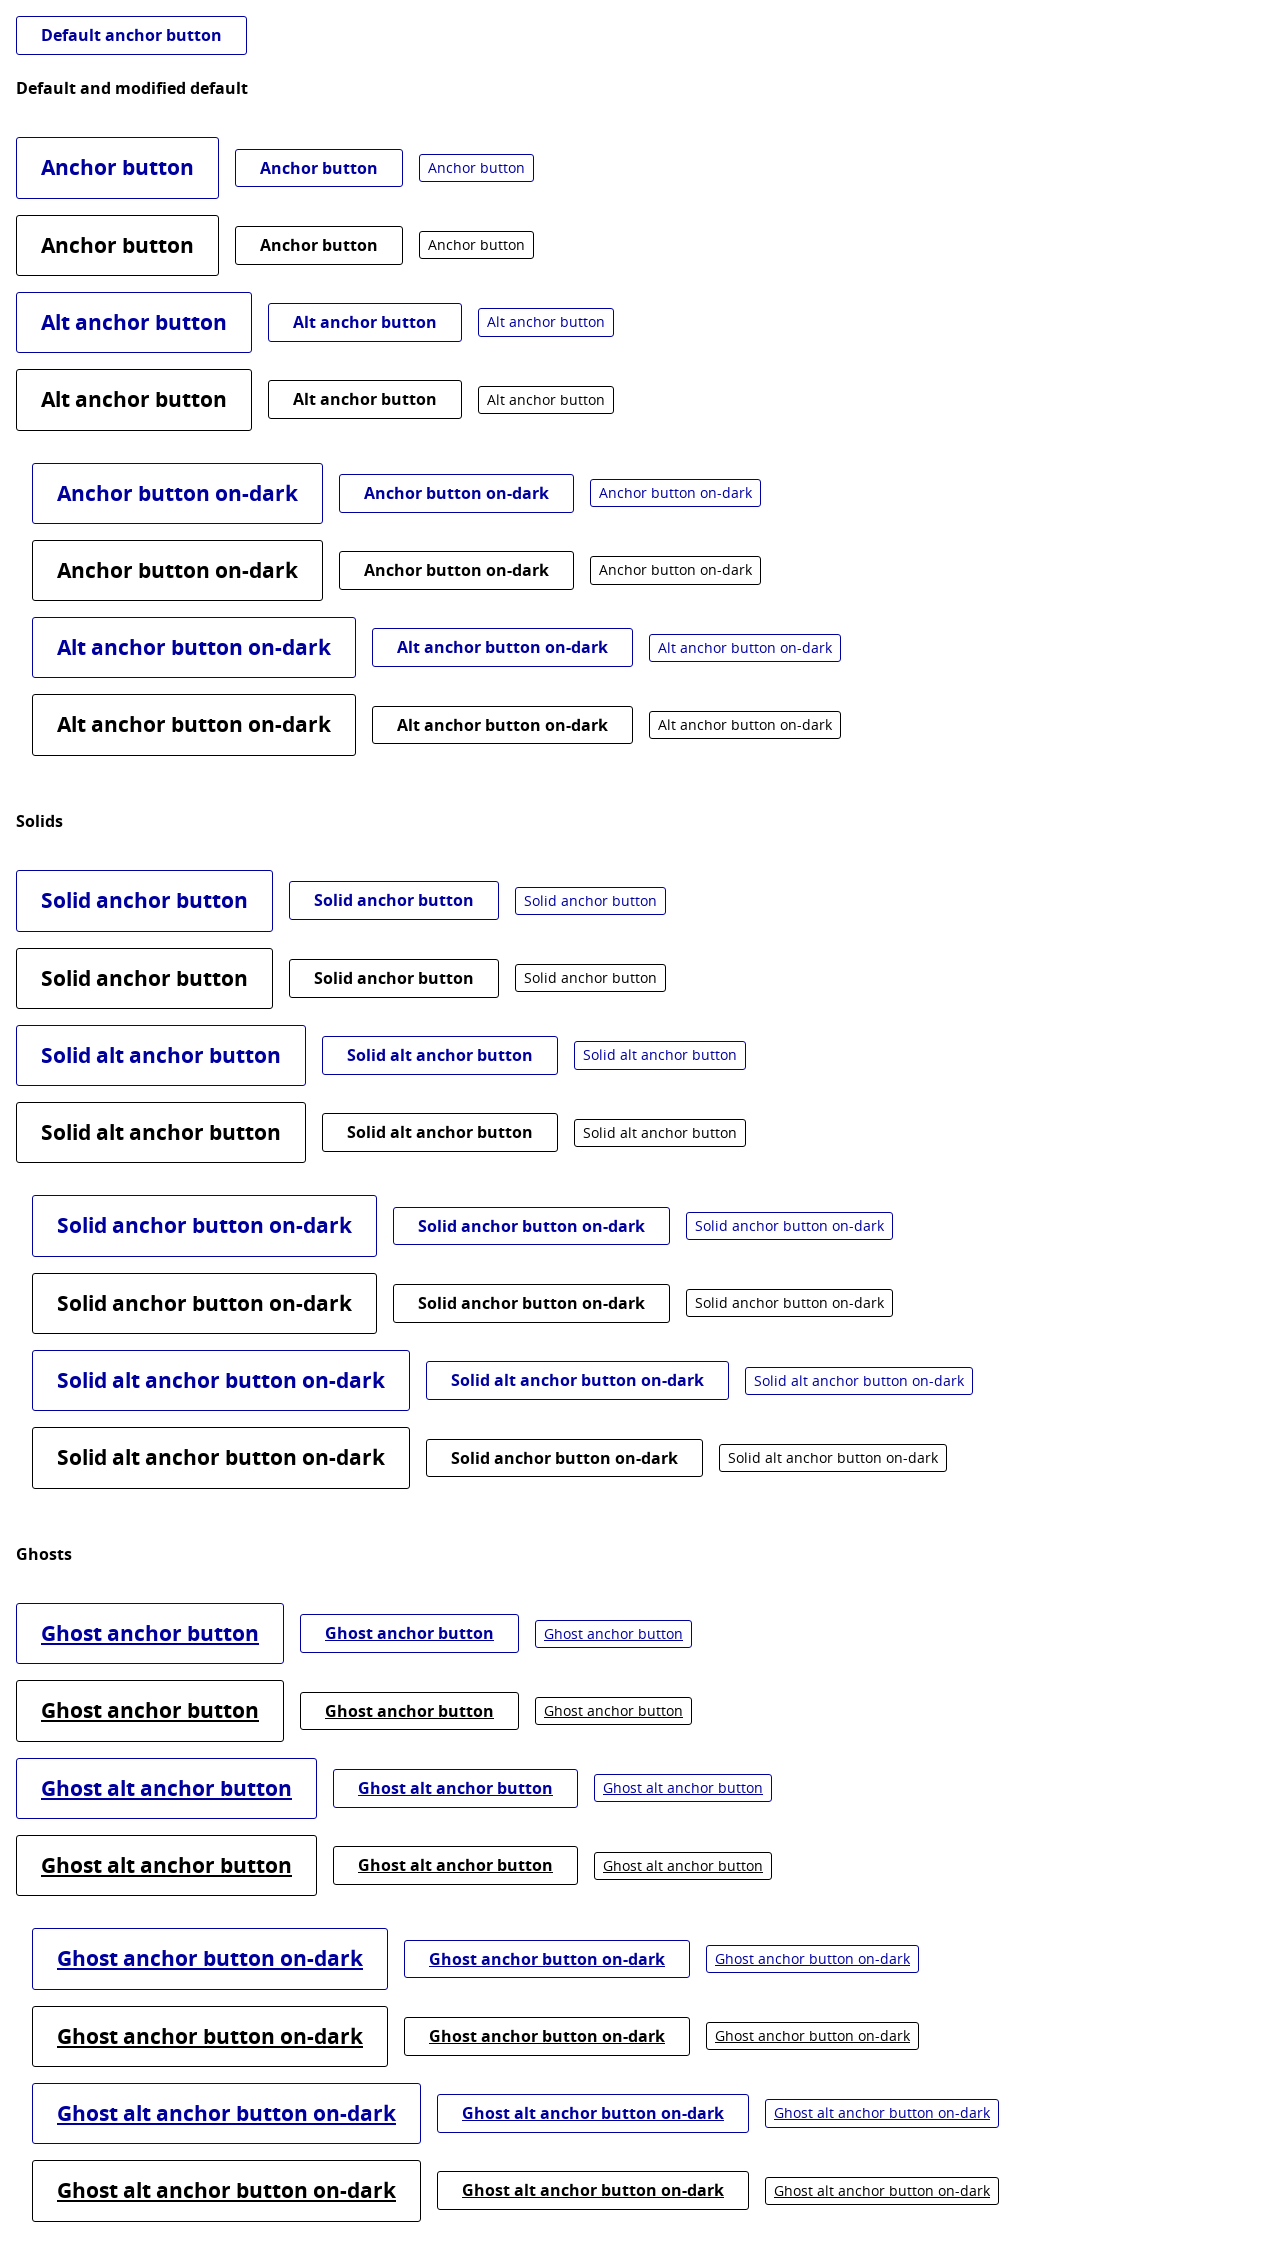 Default anchor button
Default and modified default
Anchor button Anchor button Anchor button
Anchor button Anchor button Anchor button
Alt anchor button Alt anchor button Alt anchor button
Alt anchor button Alt anchor button Alt anchor button
Anchor button on-dark Anchor button on-dark Anchor button on-dark
Anchor button on-dark Anchor button on-dark Anchor button on-dark
Alt anchor button on-dark Alt anchor button on-dark Alt anchor button on-dark
Alt anchor button on-dark Alt anchor button on-dark Alt anchor button on-dark
Solids
Solid anchor button Solid anchor button Solid anchor button
Solid anchor button Solid anchor button Solid anchor button
Solid alt anchor button Solid alt anchor button Solid alt anchor button
Solid alt anchor button Solid alt anchor button Solid alt anchor button
Solid anchor button on-dark Solid anchor button on-dark Solid anchor button on-dark
Solid anchor button on-dark Solid anchor button on-dark Solid anchor button on-dark
Solid alt anchor button on-dark Solid alt anchor button on-dark Solid alt anchor button on-dark
Solid alt anchor button on-dark Solid anchor button on-dark Solid alt anchor button on-dark
Ghosts
Ghost anchor button Ghost anchor button Ghost anchor button
Ghost anchor button Ghost anchor button Ghost anchor button
Ghost alt anchor button Ghost alt anchor button Ghost alt anchor button
Ghost alt anchor button Ghost alt anchor button Ghost alt anchor button
Ghost anchor button on-dark Ghost anchor button on-dark Ghost anchor button on-dark
Ghost anchor button on-dark Ghost anchor button on-dark Ghost anchor button on-dark
Ghost alt anchor button on-dark Ghost alt anchor button on-dark Ghost alt anchor button on-dark
Ghost alt anchor button on-dark Ghost alt anchor button on-dark Ghost alt anchor button on-dark